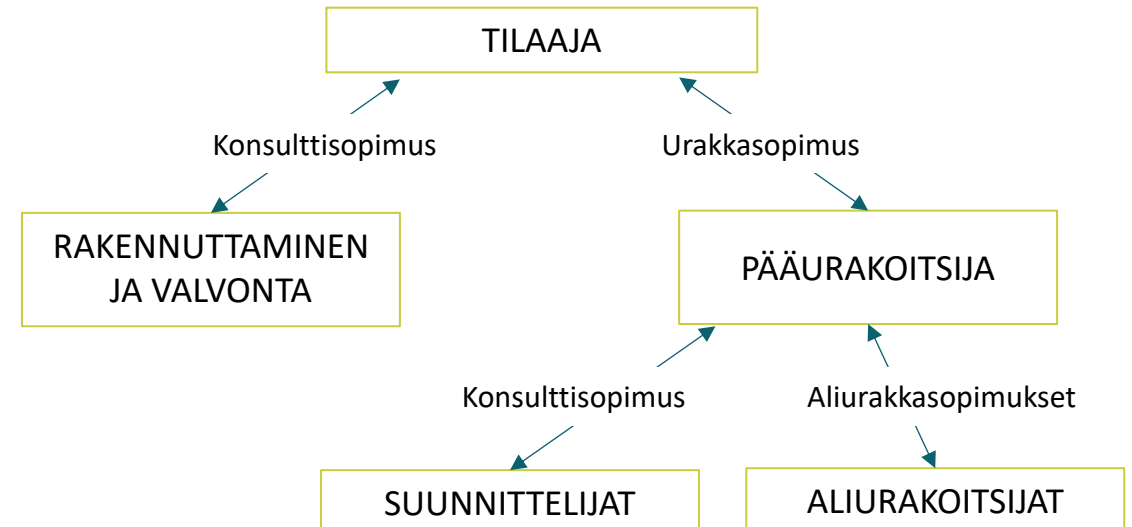 TILAAJA
Konsulttisopimus
Urakkasopimus
RAKENNUTTAMINEN
JA VALVONTA
PÄÄURAKOITSIJA
Konsulttisopimus
Aliurakkasopimukset
SUUNNITTELIJAT
ALIURAKOITSIJAT